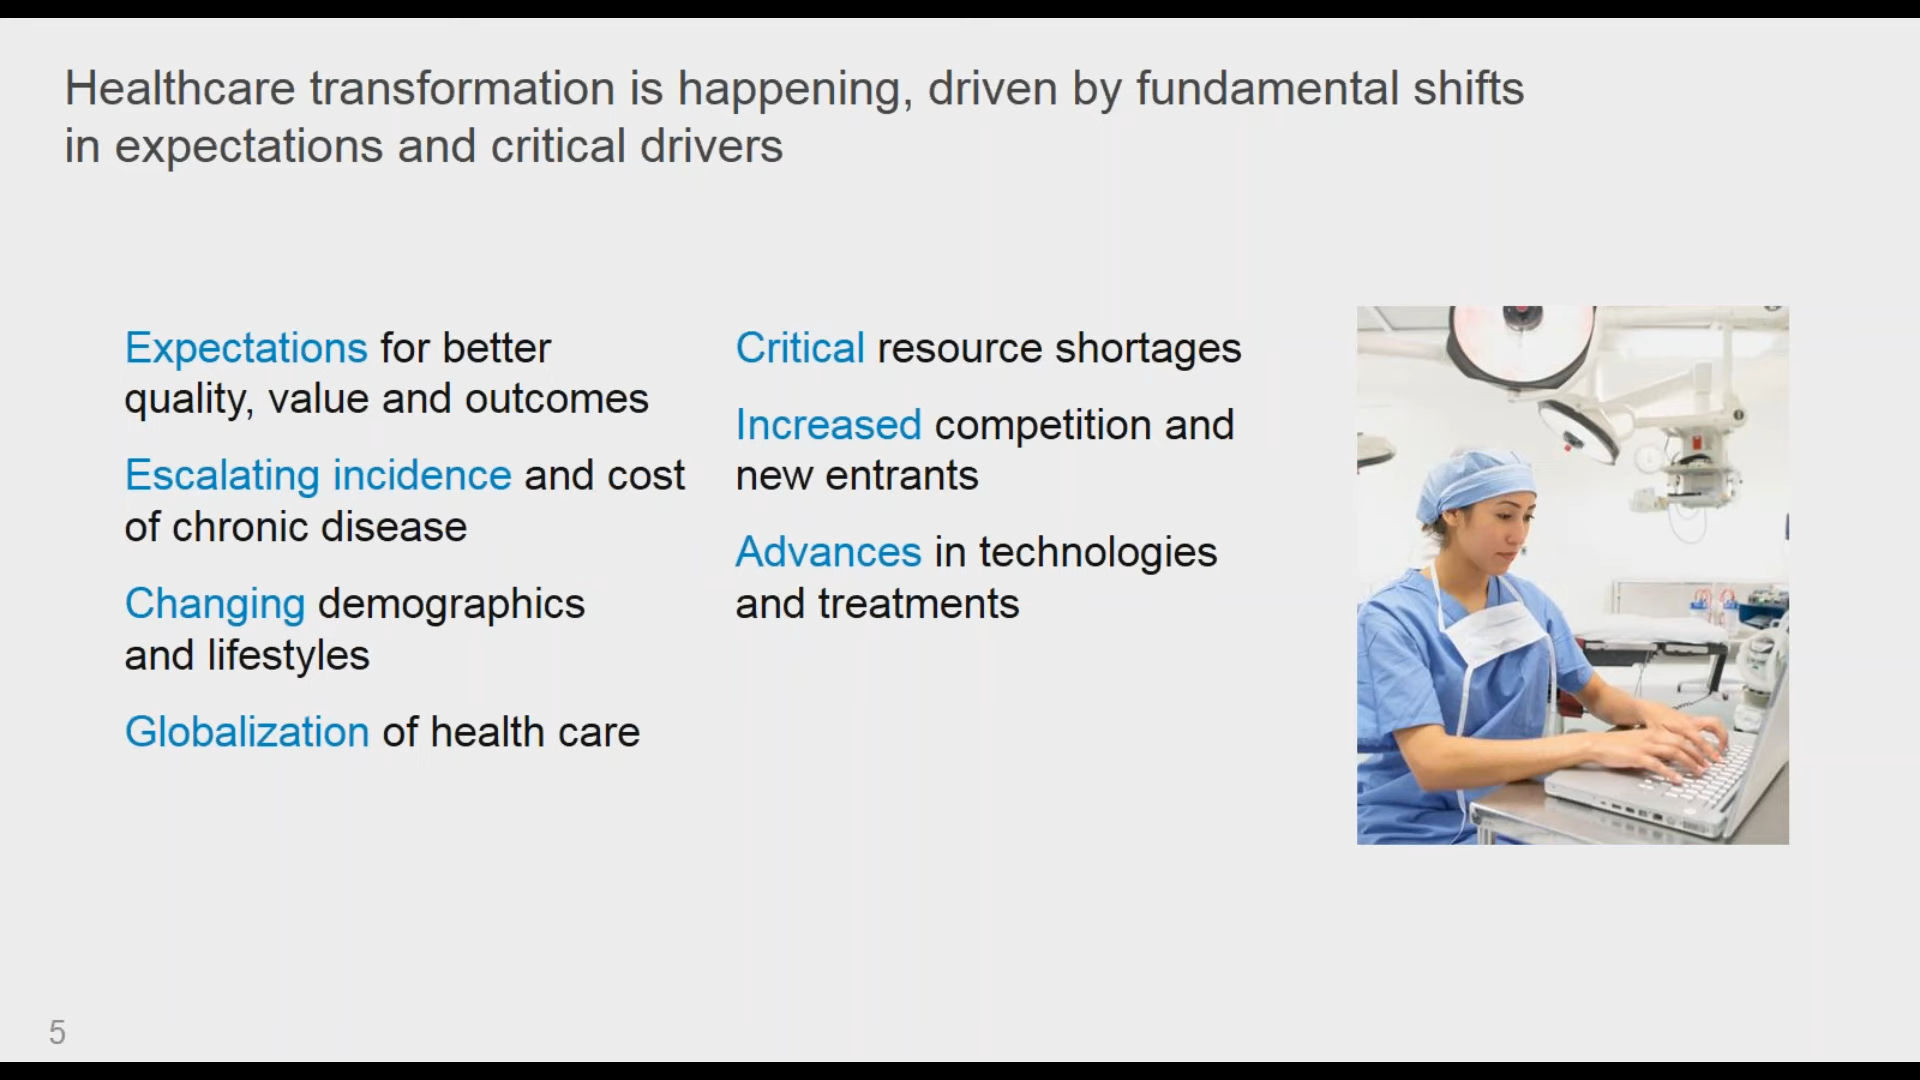 Healthcare transformation is happening, driven by fundamental shifts
in expectations and critical drivers
Expectations for better
quality, value and outcomes
Escalating incidence and cost
of chronic disease
Changing demographics
and lifestyles
Globalization of health care
Critical resource shortages
Increased competition and
new entrants
Advances in technologies
and treatments
5